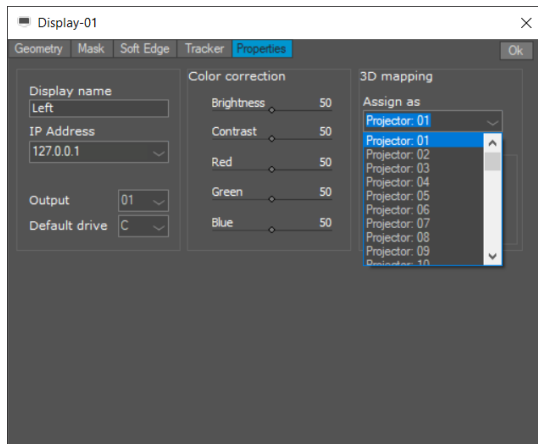 Display-01
Geometry Mask Soft Edge Tracker Properties Ok
Display name
Left
IP Address
127.0.0.1
Output 01
Default drive C
Color correction
Brightness 50
Contrast 50
Red 50
Green 50
Blue 50
3D mapping
Assign as
Projector: 01
Projector: 01
Projector: 02
Projector: 03
Projector: 04
Projector: 05
Projector: 06
Projector: 07
Projector: 08
Projector: 09
Projector: 10